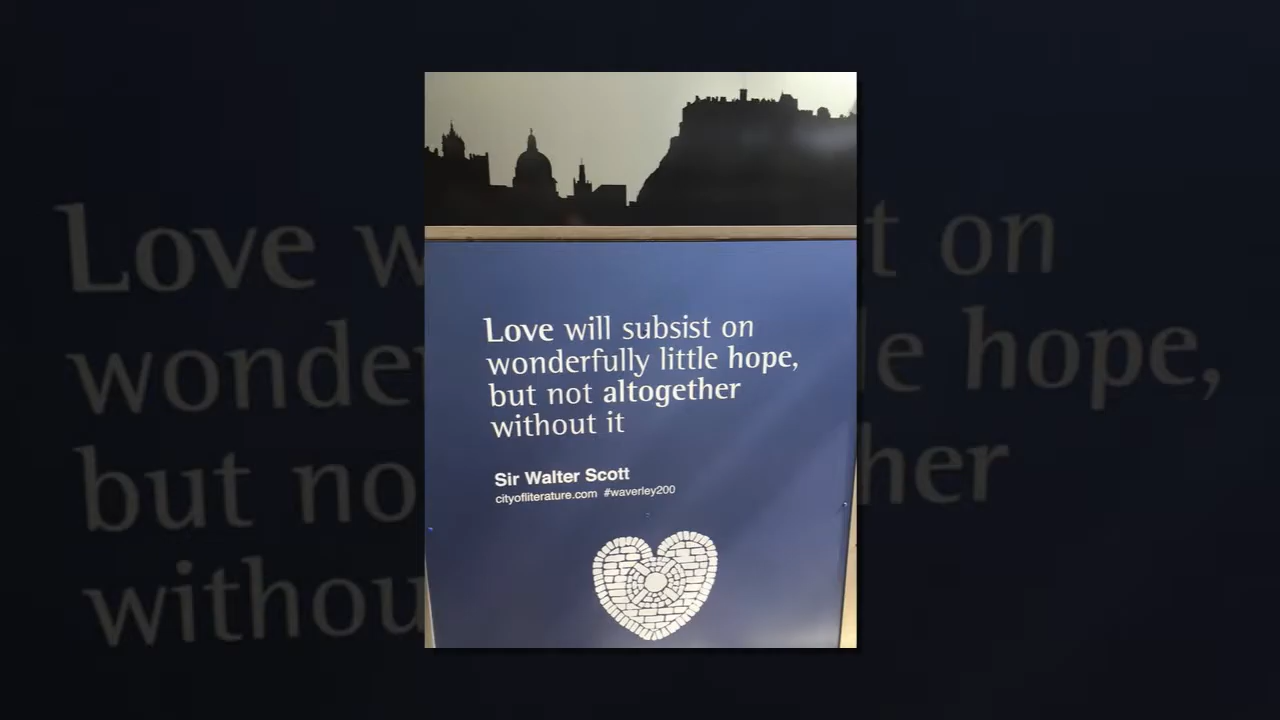 Love will subsist on
wonderfully little hope,
but not altogether
without it
Sir Walter Scott
cityofliterature.com #waverley200